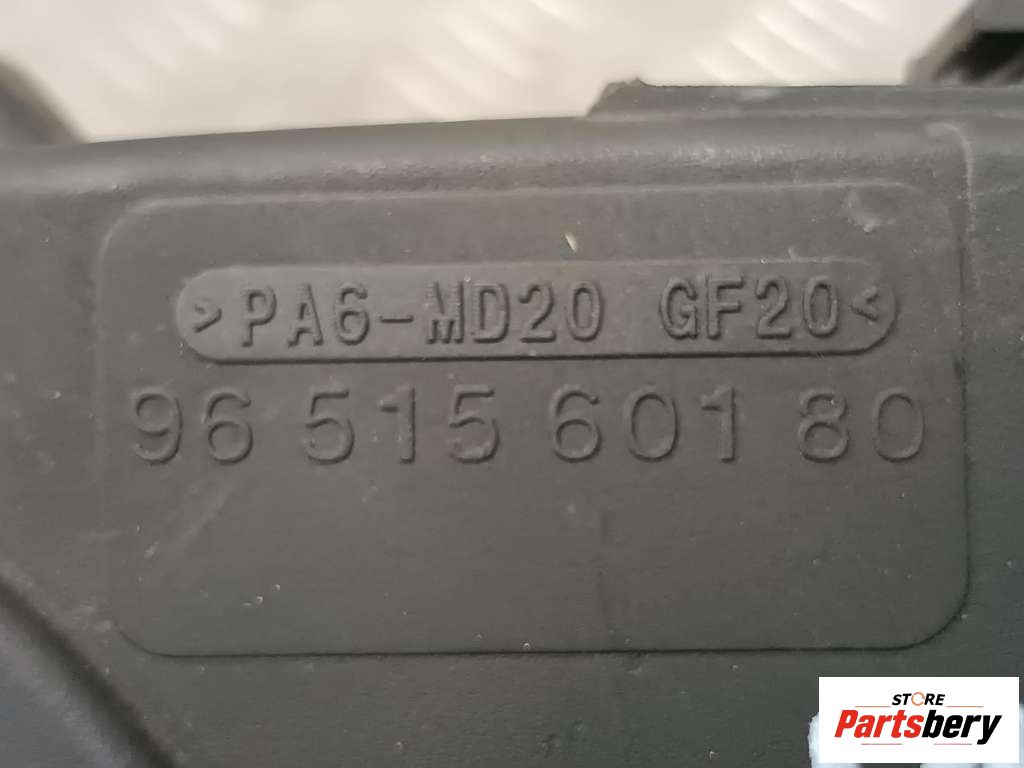 >PA6-MD20 GF20<
96 515 601 80
STORE
Partsbery